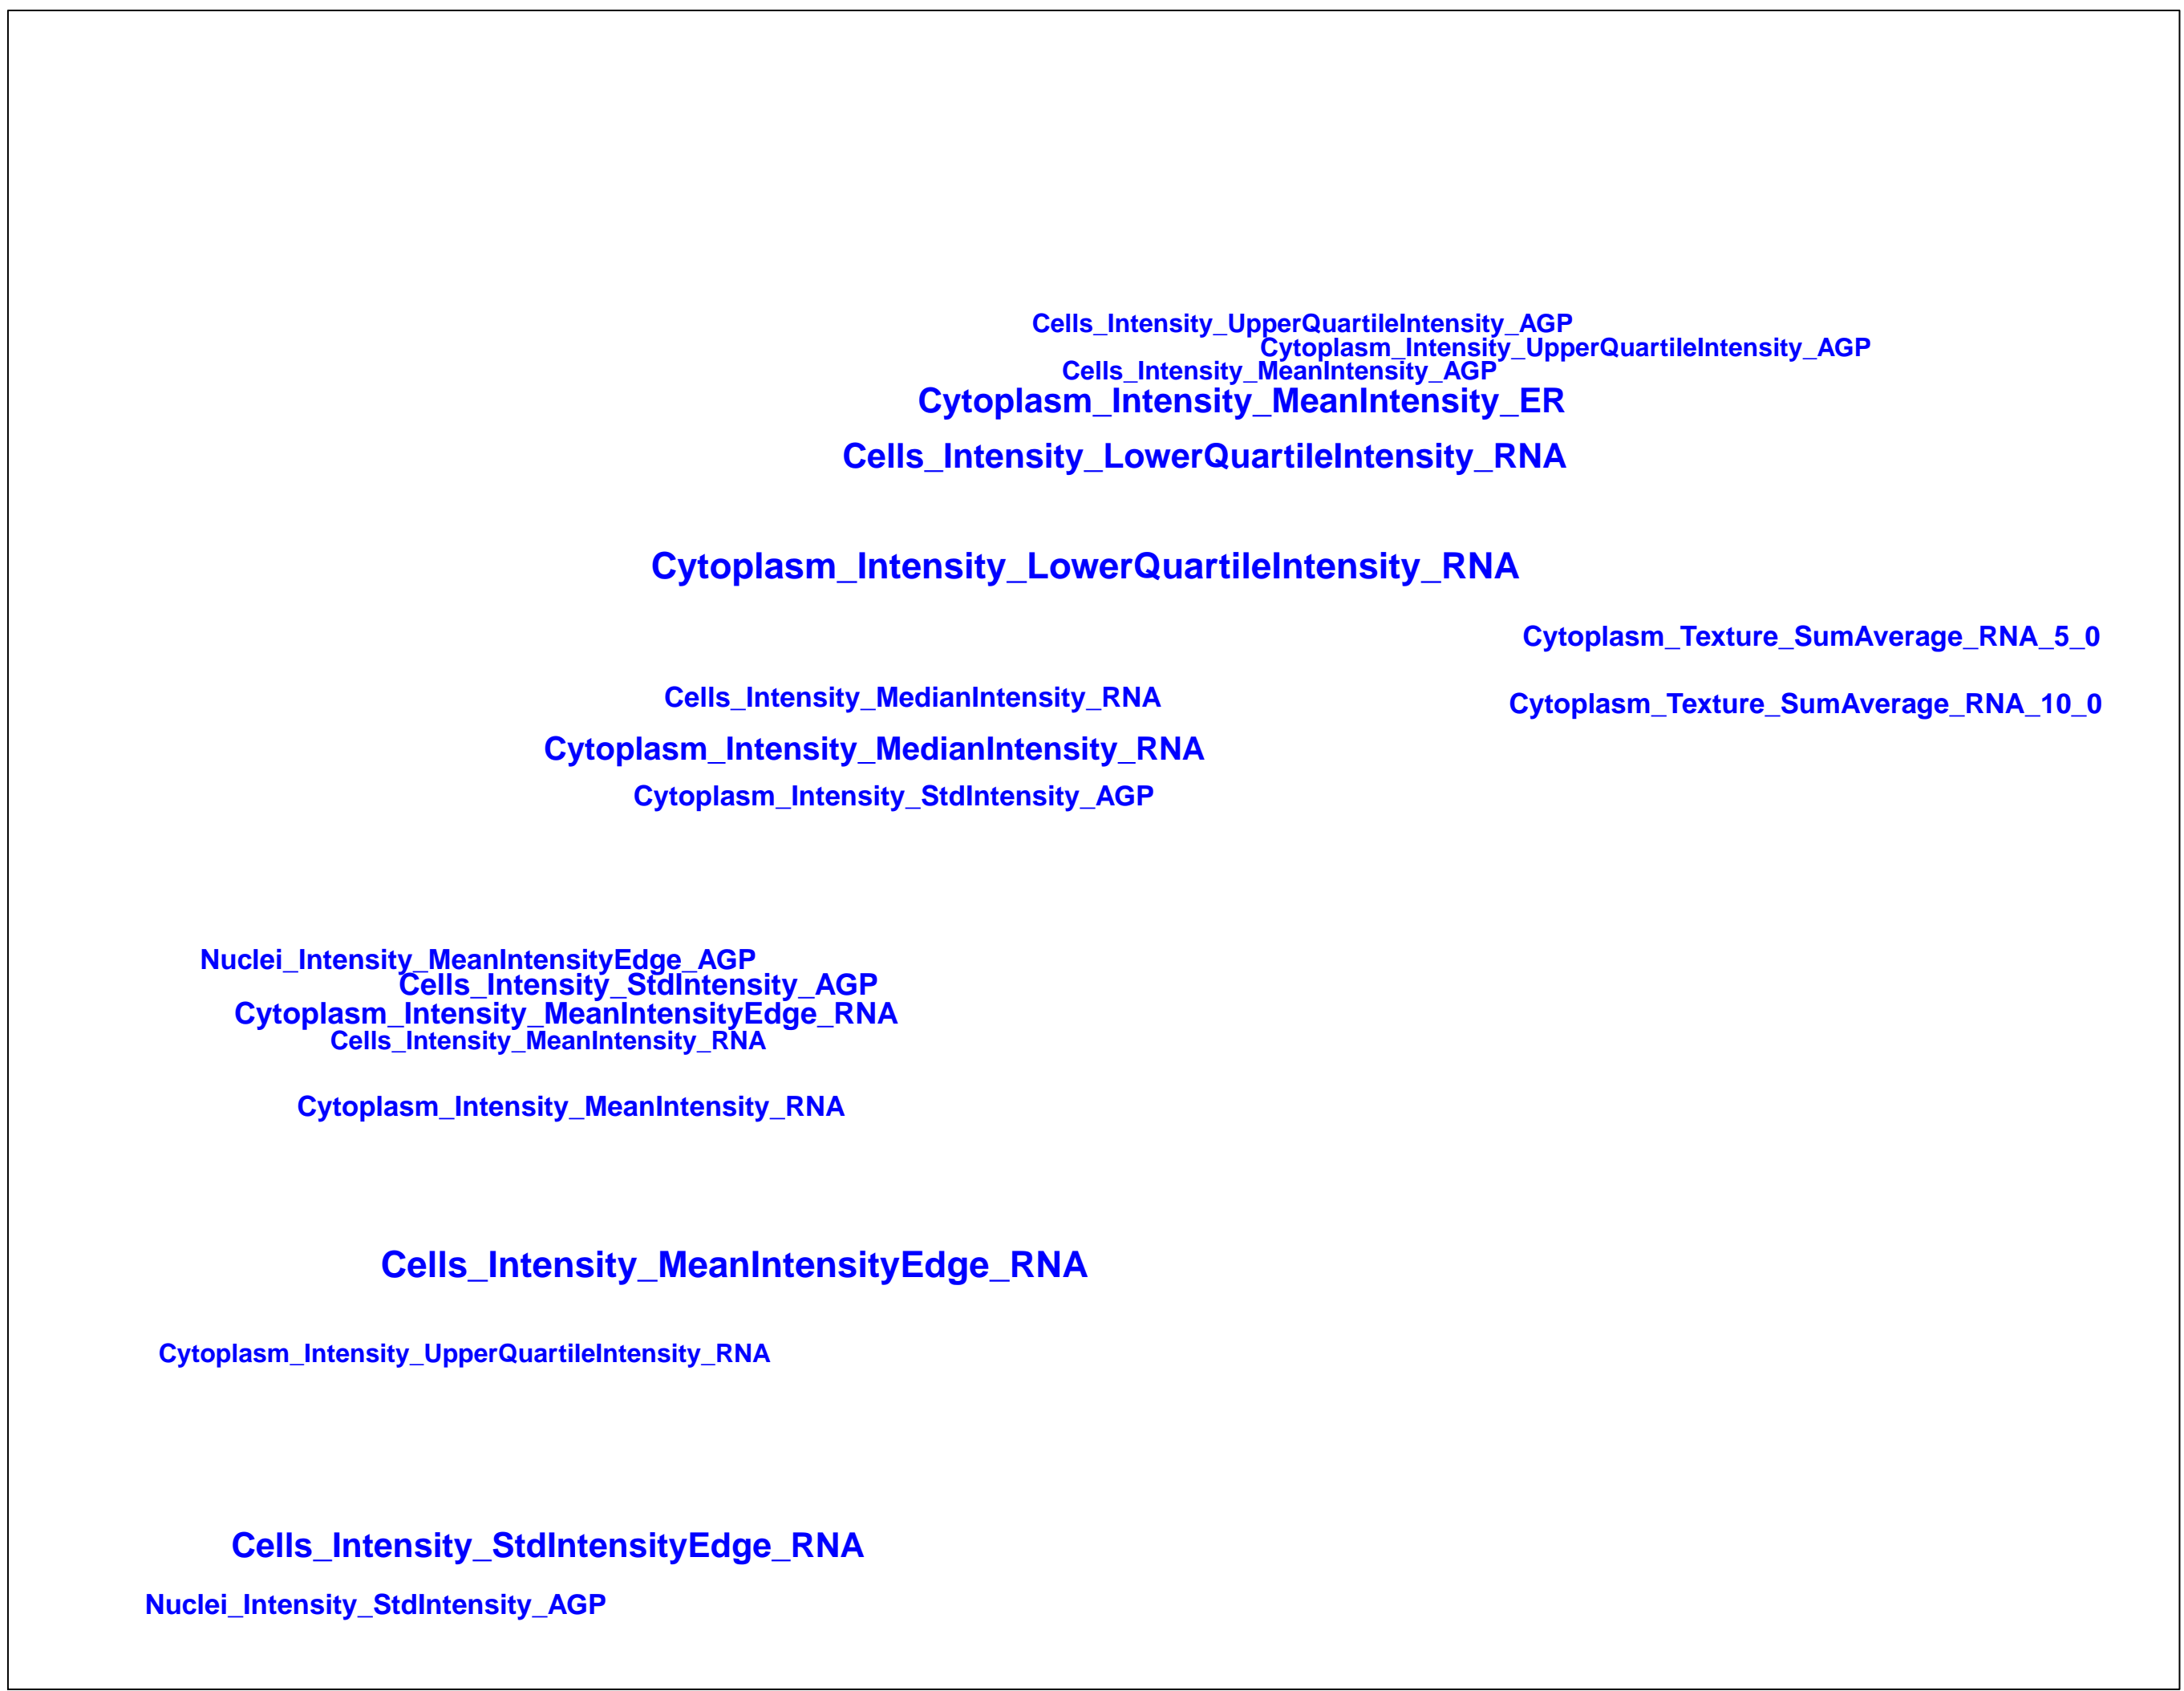 Cells_Intensity_UpperQuartileIntensity_AGP
Cytoplasm_Intensity_UpperQuartileIntensity_AGP
Cells_Intensity_MeanIntensity_AGP
Cytoplasm_Intensity_MeanIntensity_ER
Cells_Intensity_LowerQuartileIntensity_RNA
Cytoplasm_Intensity_LowerQuartileIntensity_RNA
Cytoplasm_Texture_SumAverage_RNA_5_0
Cells_Intensity_MedianIntensity_RNA
Cytoplasm_Texture_SumAverage_RNA_10_0
Cytoplasm_Intensity_MedianIntensity_RNA
Cytoplasm_Intensity_StdIntensity_AGP
Nuclei_Intensity_MeanIntensityEdge_AGP
Cells_Intensity_StdIntensity_AGP
Cytoplasm_Intensity_MeanIntensityEdge_RNA
Cells_Intensity_MeanIntensity_RNA
Cytoplasm_Intensity_MeanIntensity_RNA
Cells_Intensity_MeanIntensityEdge_RNA
Cytoplasm_Intensity_UpperQuartileIntensity_RNA
Cells_Intensity_StdIntensityEdge_RNA
Nuclei_Intensity_StdIntensity_AGP